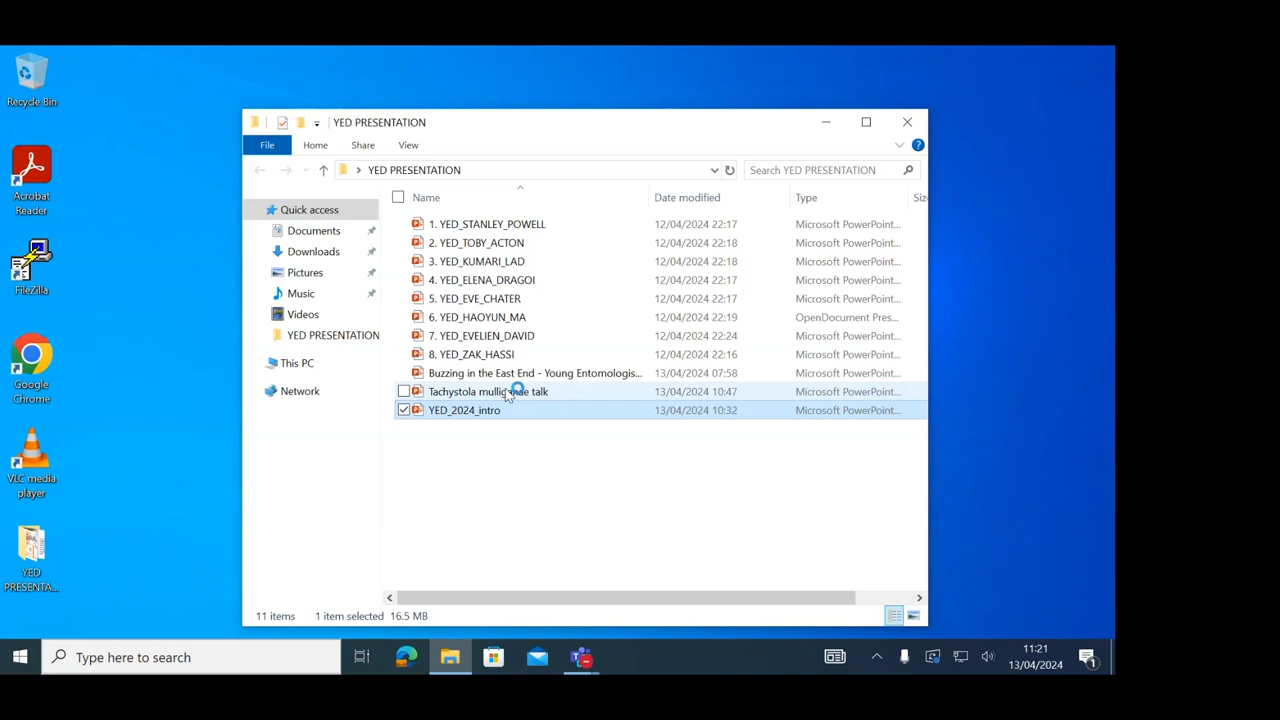 Recycle Bin
Acrobat
Reader
FileZilla
Google
Chrome
VLC media
player
YED
PRESENTA...
YED PRESENTATION
File
Home
Share
View
YED PRESENTATION
Search YED PRESENTATION
Quick access
Documents
Downloads
Pictures
Music
Videos
YED PRESENTATION
This PC
Network
Name
Date modified
Type
Siz
1. YED_STANLEY_POWELL
12/04/2024 22:17
Microsoft PowerPoint...
2. YED_TOBY_ACTON
12/04/2024 22:18
Microsoft PowerPoint...
3. YED_KUMARI_LAD
12/04/2024 22:18
Microsoft PowerPoint...
4. YED_ELENA_DRAGOI
12/04/2024 22:17
Microsoft PowerPoint...
5. YED_EVE_CHATER
12/04/2024 22:17
Microsoft PowerPoint...
6. YED_HAOYUN_MA
12/04/2024 22:19
OpenDocument Pres...
7. YED_EVELIEN_DAVID
12/04/2024 22:24
Microsoft PowerPoint...
8. YED_ZAK_HASSI
12/04/2024 22:16
Microsoft PowerPoint...
Buzzing in the East End - Young Entomologis...
13/04/2024 07:58
Microsoft PowerPoint...
Tachystola talk
13/04/2024 10:47
Microsoft PowerPoint...
YED_2024_intro
13/04/2024 10:32
Microsoft PowerPoint...
11 items
1 item selected
16.5 MB
Type here to search
11:21
13/04/2024
1